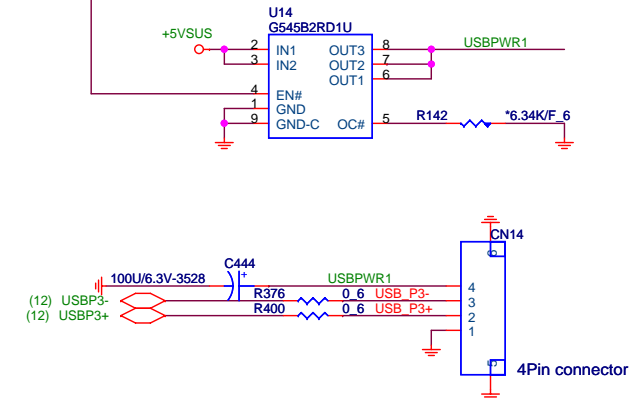 U14
G545B2RD1U
+5VSUS
2 IN1 OUT3 8 USBPWR1
3 IN2 OUT2 7
OUT1 6
4 EN#
1 GND
9 GND-C OC# 5 R142 *6.34K/F_6
CN14
6
100U/6.3V-3528 C444 + USBPWR1 4
(12) USBP3- R376 0_6 USB_P3- 3
(12) USBP3+ R400 0_6 USB_P3+ 2
1
5
4Pin connector